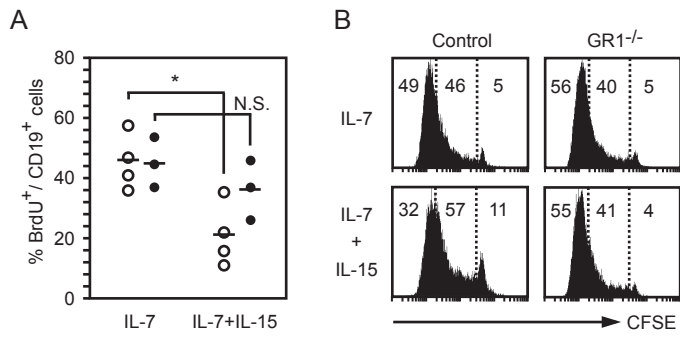 A
% BrdU+/ CD19+ cells
80
60
40
20
0
*
N.S.
IL-7
IL-7+IL-15
B
Control
GR1-/-
IL-7
49 46 5
56 40 5
IL-7
+
IL-15
32 57 11
55 41 4
CFSE